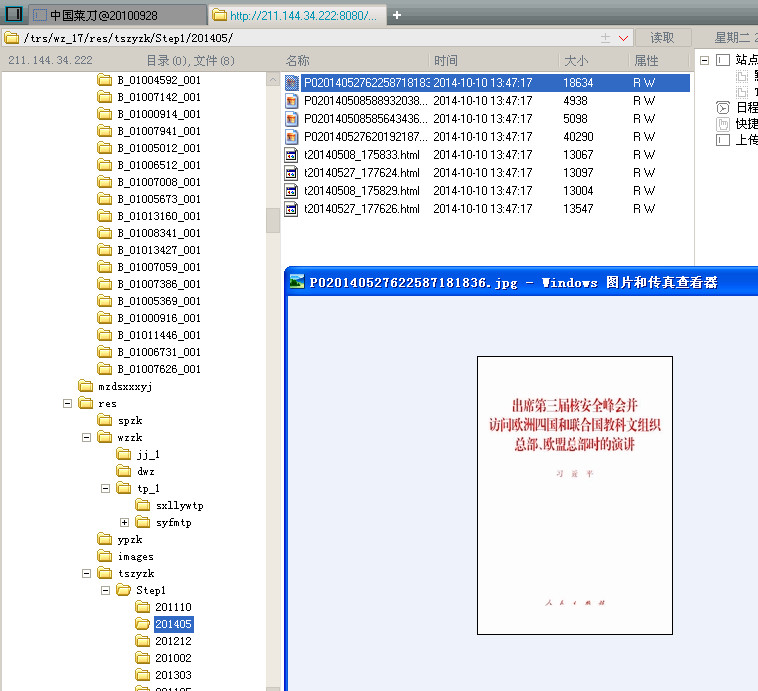 中国菜刀@20100928
http://211.144.34.222:8080/...
+
/trs/wz_17/res/tszyzk/Step1/201405/
读取
星期二
211.144.34.222
目录(0),文件(8)
名称 时间 大小 属性
B_01004592_001
B_01007142_001
B_01000914_001
B_01007941_001
B_01005012_001
B_01006512_001
B_01007008_001
B_01005673_001
B_01013160_001
B_01008341_001
B_01013427_001
B_01007059_001
B_01007386_001
B_01005369_001
B_01000916_001
B_01011446_001
B_01006731_001
B_01007626_001
mzdsxxxyj
res
spzk
wzzk
jj_1
dwz
tp_1
sxllywtp
syfmtp
ypzk
images
tszyzk
Step1
201110
201405
201212
201002
201303
P0201405276225871818 2014-10-10 13:47:17 18634 R W
P020140508588932038... 2014-10-10 13:47:17 4938 R W
P020140508585643436... 2014-10-10 13:47:17 5098 R W
P020140527620192187... 2014-10-10 13:47:17 40290 R W
t20140508_175833.html 2014-10-10 13:47:17 13067 R W
t20140527_177624.html 2014-10-10 13:47:17 13097 R W
t20140508_175829.html 2014-10-10 13:47:17 13004 R W
t20140527_177626.html 2014-10-10 13:47:17 13547 R W
站点
日程
快捷
上传
P020140527622587181836.jpg - Windows 图片和传真查看器
出席第三届核安全峰会并
访问欧洲四国和联合国教科文组织
总部、欧盟总部时的演讲
习近平
人民出版社